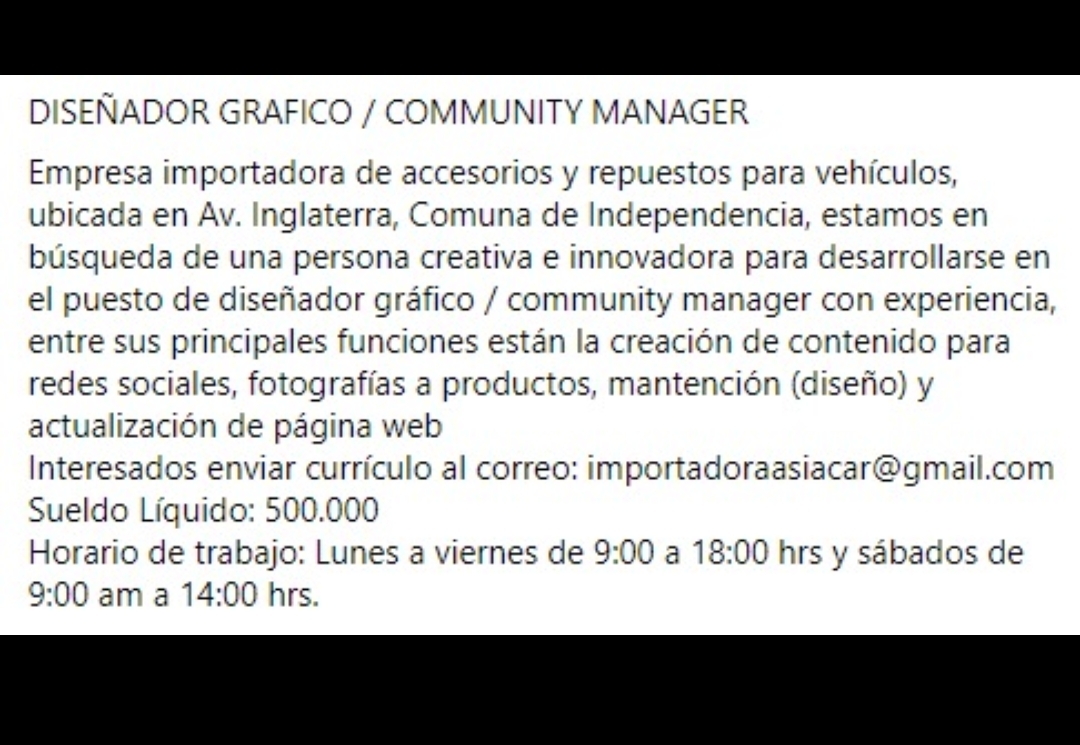 DISEÑADOR GRAFICO / COMMUNITY MANAGER
Empresa importadora de accesorios y repuestos para vehículos,
ubicada en Av. Inglaterra, Comuna de Independencia, estamos en
búsqueda de una persona creativa e innovadora para desarrollarse en
el puesto de diseñador gráfico / community manager con experiencia,
entre sus principales funciones están la creación de contenido para
redes sociales, fotografías a productos, mantención (diseño) y
actualización de página web
Interesados enviar currículo al correo: importadoraasiacar@gmail.com
Sueldo Líquido: 500.000
Horario de trabajo: Lunes a viernes de 9:00 a 18:00 hrs y sábados de
9:00 am a 14:00 hrs.